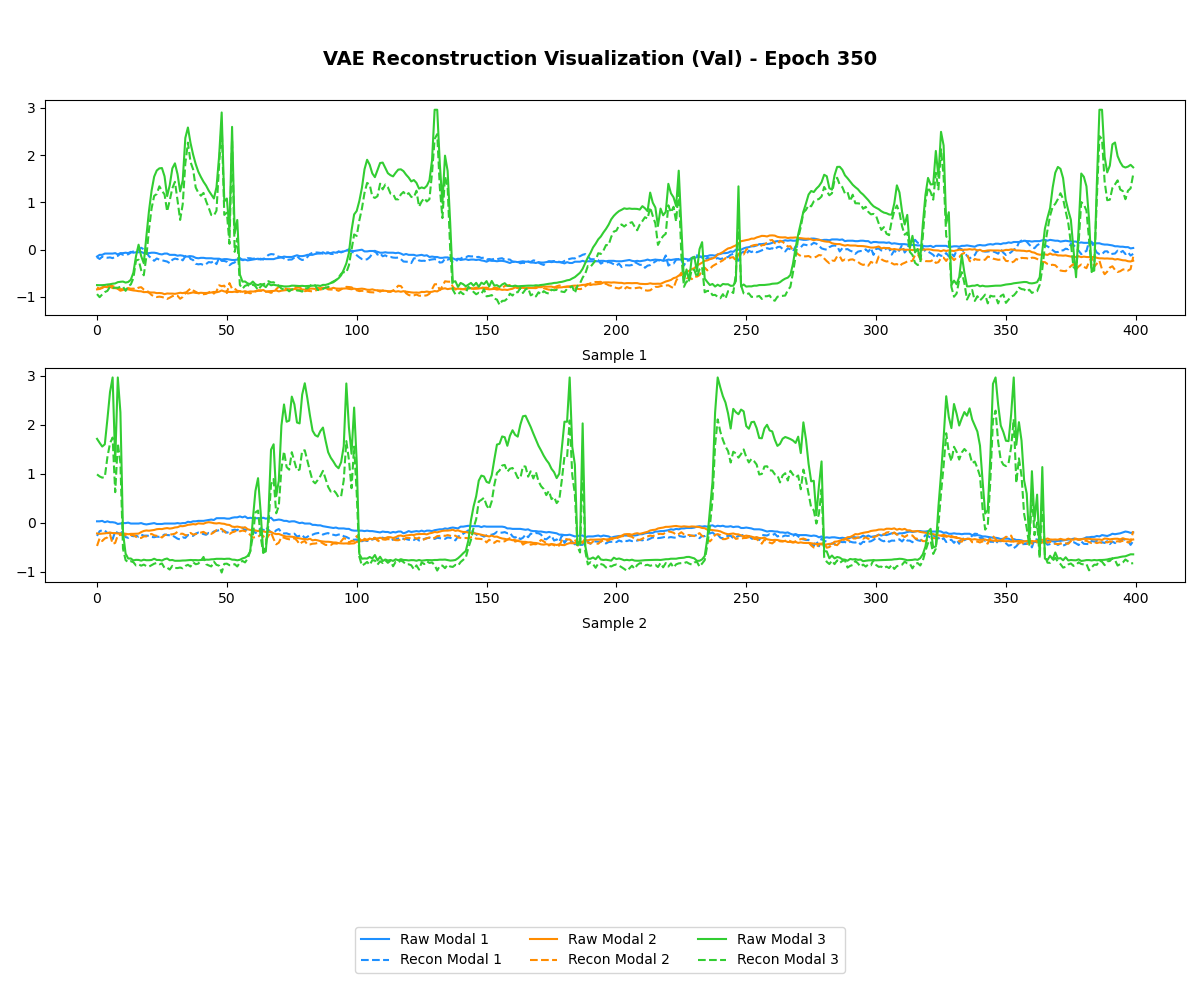 VAE Reconstruction Visualization (Val) - Epoch 350
3
2
1
0
−1
0 50 100 150 200 250 300 350 400
Sample 1
3
2
1
0
−1
0 50 100 150 200 250 300 350 400
Sample 2
Raw Modal 1 Raw Modal 2 Raw Modal 3
Recon Modal 1 Recon Modal 2 Recon Modal 3